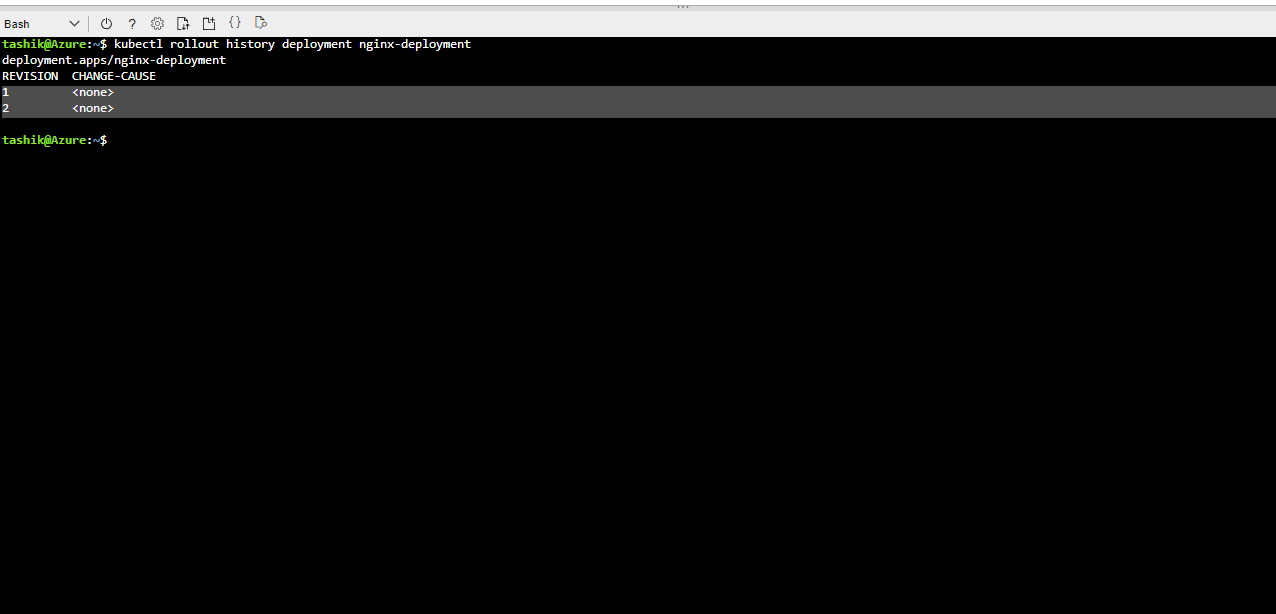 Bash
tashik@Azure:~$ kubectl rollout history deployment nginx-deployment
deployment.apps/nginx-deployment
REVISION  CHANGE-CAUSE
1         <none>
2         <none>
tashik@Azure:~$